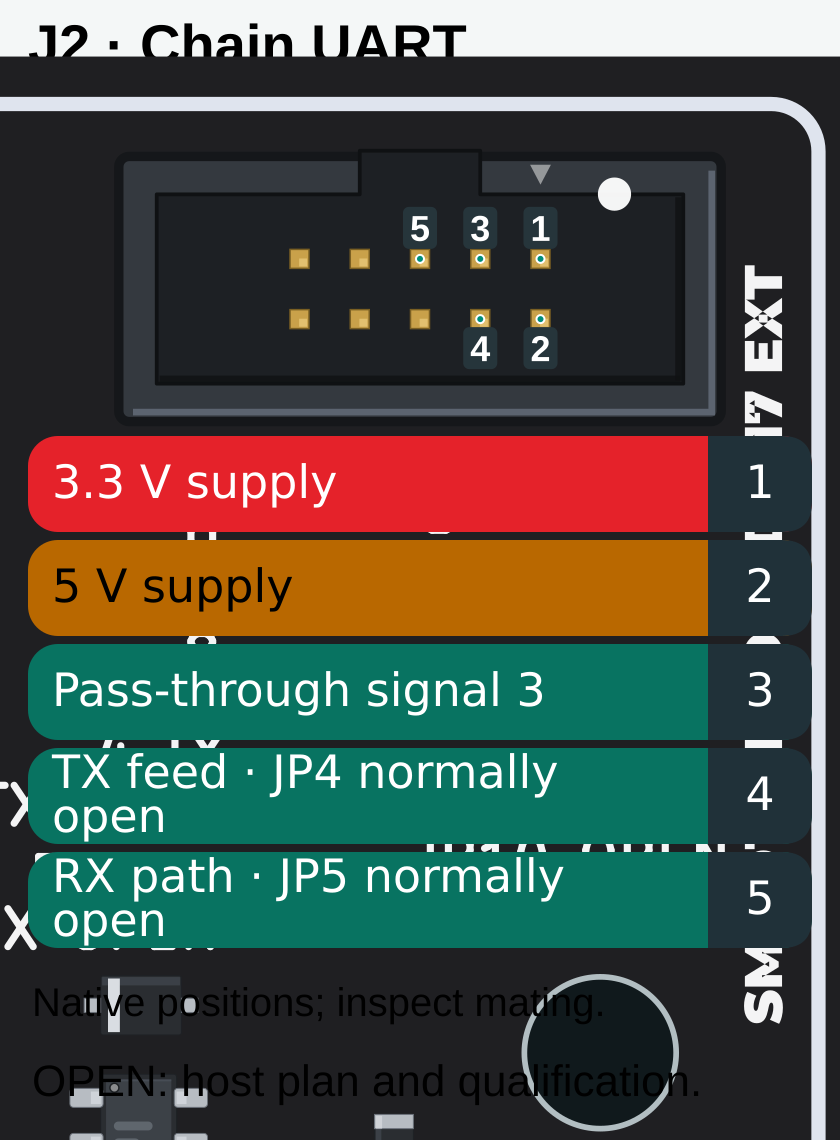 J2 · Chain UART
5 3 1
4 2
EXT
3.3 V supply 1
5 V supply 2
Pass-through signal 3
TX feed · JP4 normally
open
4
RX path · JP5 normally
open
5
Native positions; inspect mating.
OPEN: host plan and qualification.